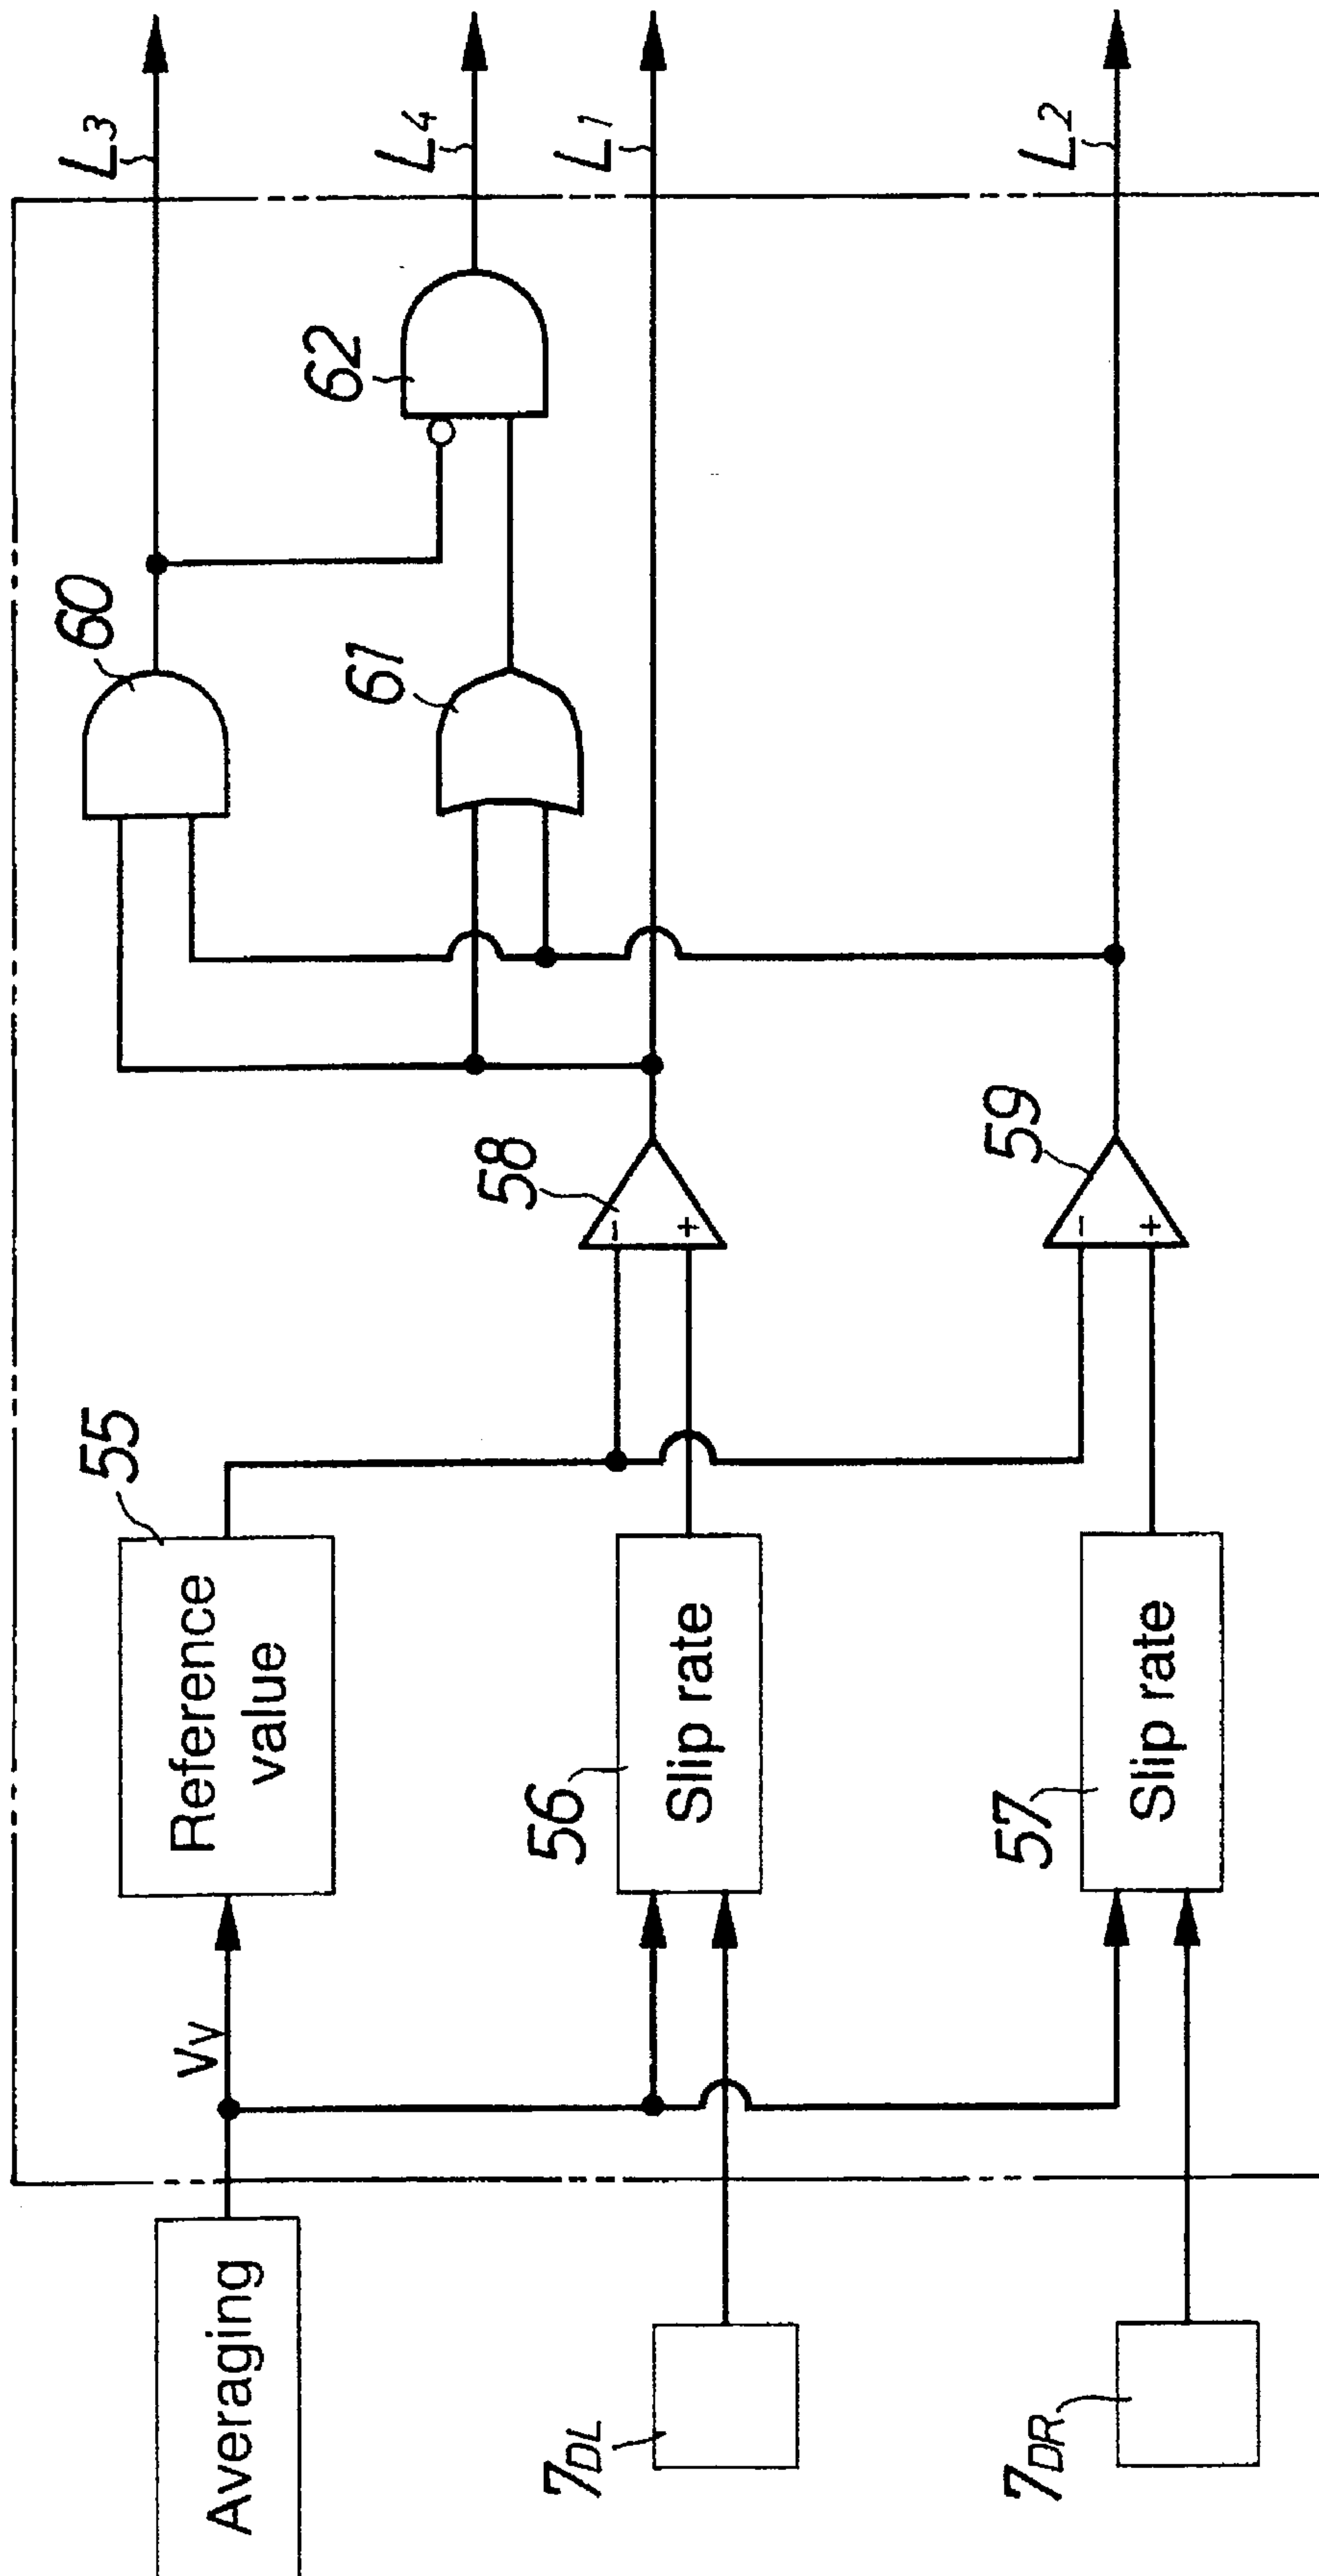 Averaging
VV
Reference
value
55
L3
60
62
L4
61
58
L1
56
Slip rate
7DL
59
L2
57
Slip rate
7DR
-
+
-
+